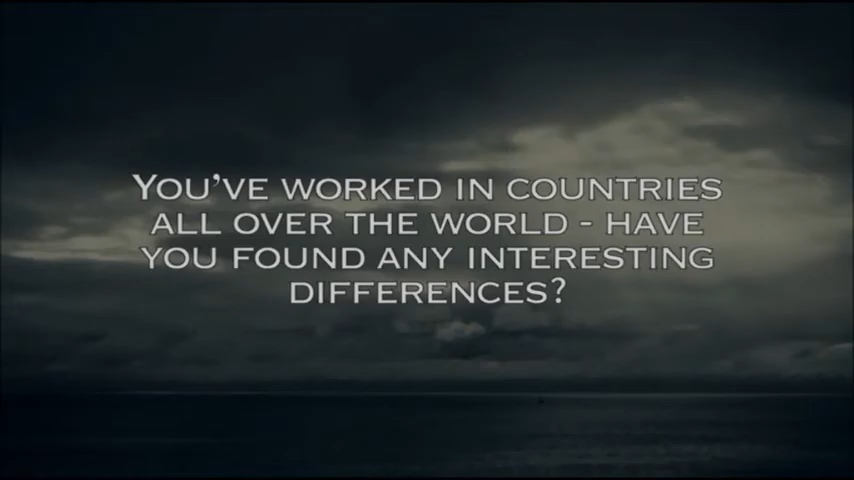 YOU'VE WORKED IN COUNTRIES
ALL OVER THE WORLD - HAVE
YOU FOUND ANY INTERESTING
DIFFERENCES?